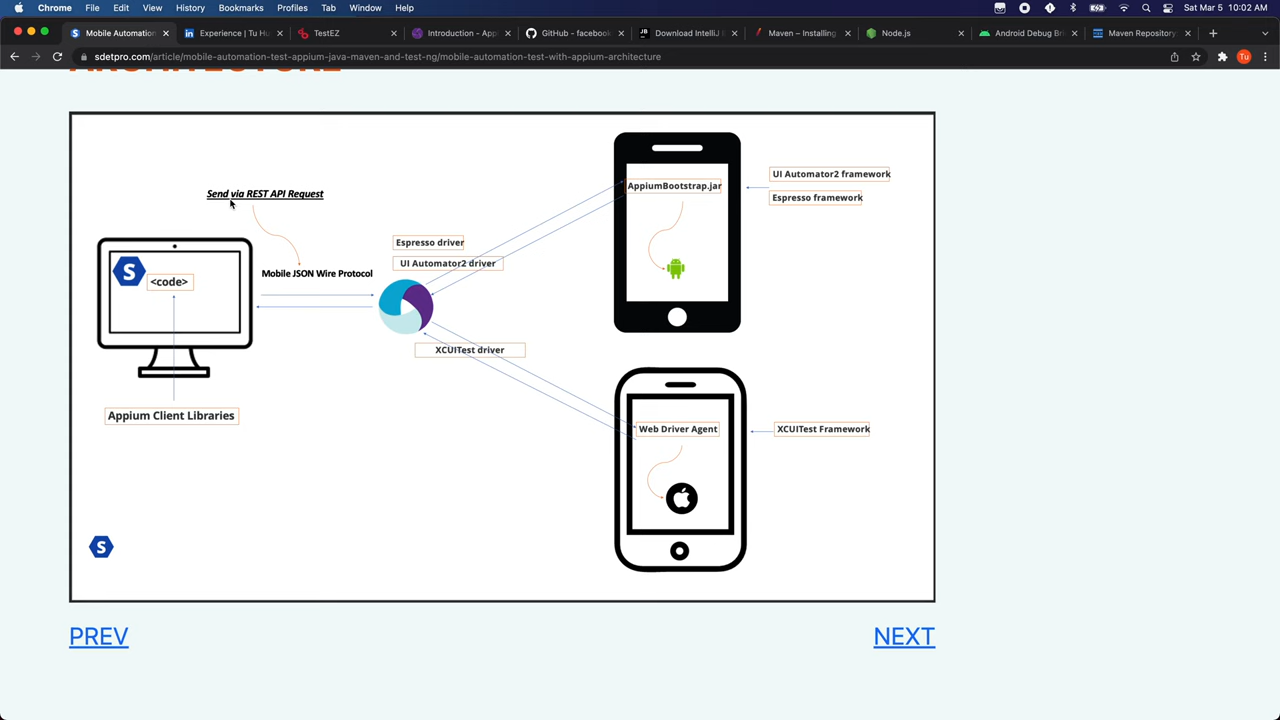 Chrome File Edit View History Bookmarks Profiles Tab Window Help Sat Mar 5 10:02 AM
Mobile Automation Experience | Tu Hu TestEZ Introduction - App GitHub - facebook Download IntelliJ I Maven – Installing Node.js Android Debug Bri Maven Repository:
sdetpro.com/article/mobile-automation-test-appium-java-maven-and-test-ng/mobile-automation-test-with-appium-architecture
Tu
ARCHITECTURE
AppiumBootstrap.jar
UI Automator2 framework
Espresso framework
Send via REST API Request
Espresso driver
UI Automator2 driver
Mobile JSON Wire Protocol
S
<code>
XCUITest driver
Appium Client Libraries
Web Driver Agent
XCUITest Framework
S
PREV NEXT